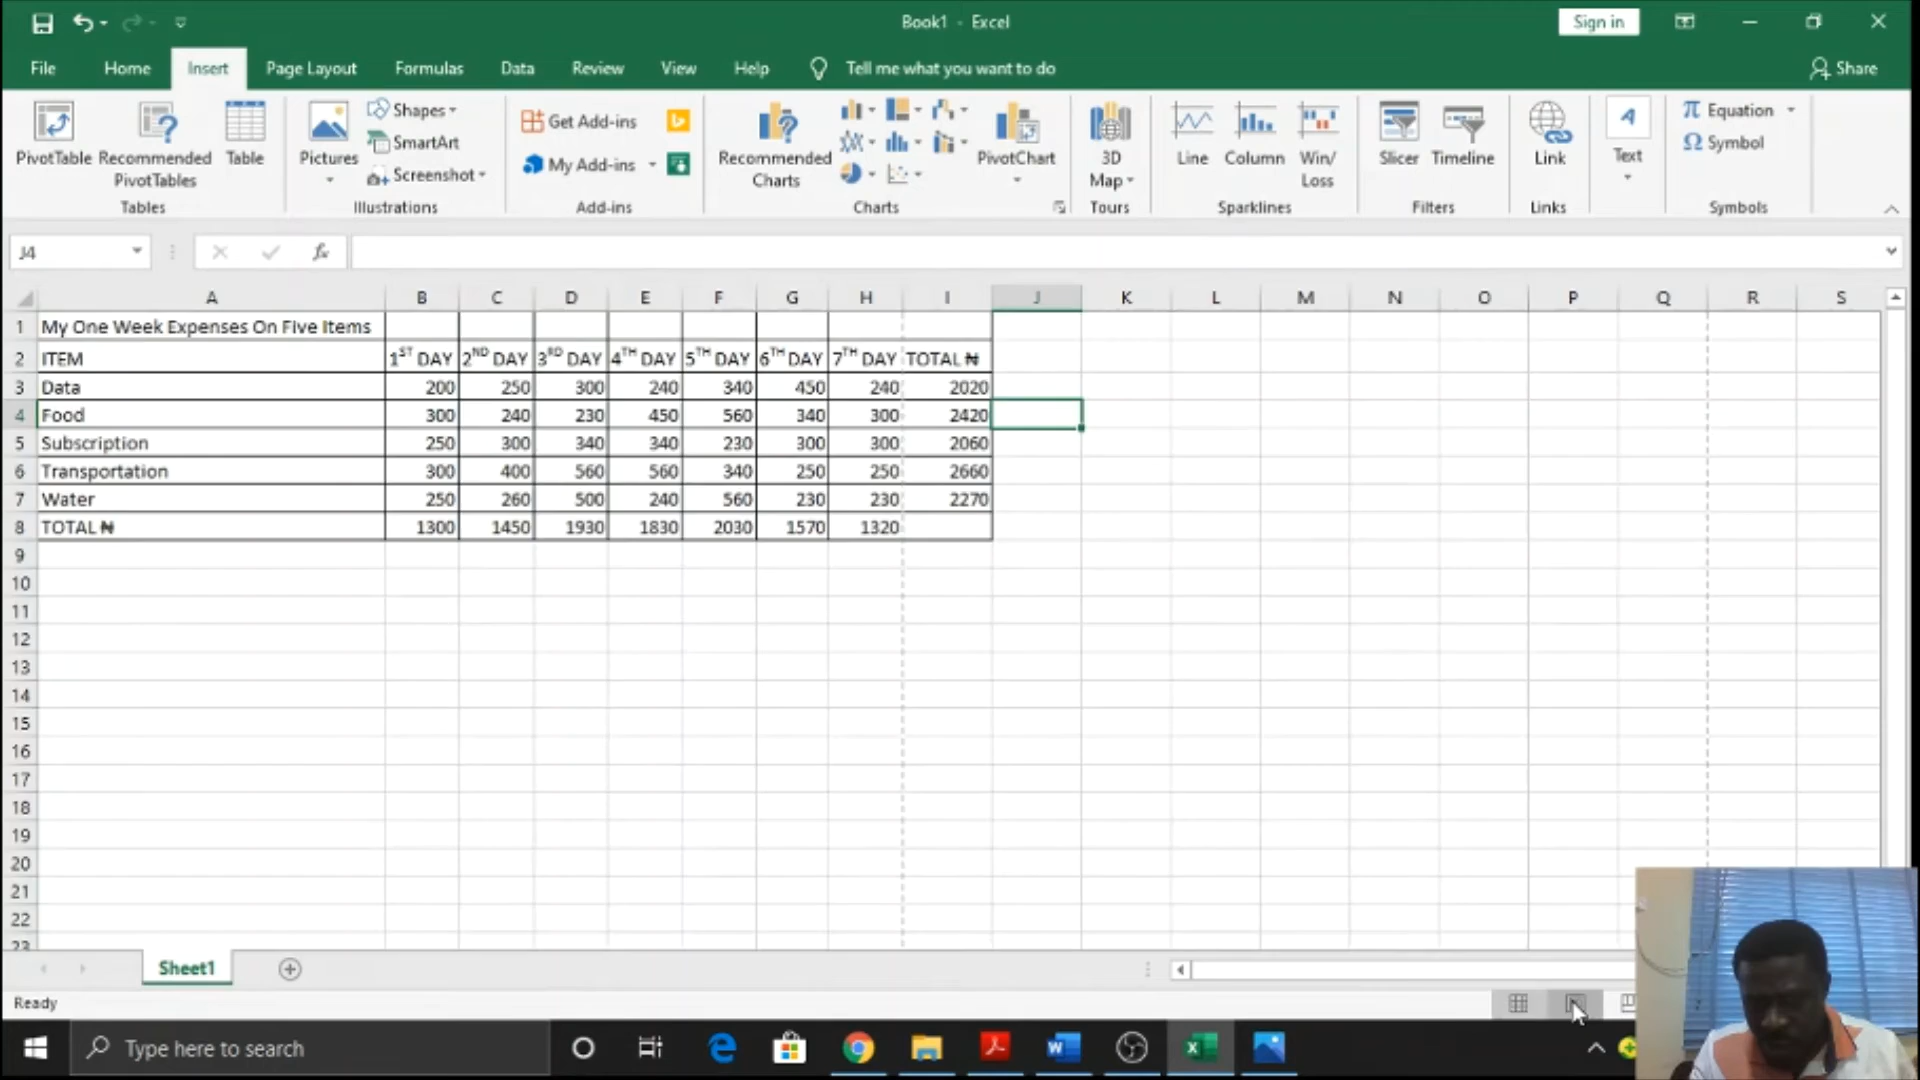 Book1 - Excel
Sign in
File Home Insert Page Layout Formulas Data Review View Help Tell me what you want to do Share
PivotTable Recommended PivotTables Table Pictures Shapes SmartArt Screenshot Get Add-ins My Add-ins Recommended Charts PivotChart 3D Map Line Column Win/Loss Slicer Timeline Link Text Equation Symbol
Tables Illustrations Add-ins Charts Tours Sparklines Filters Links Symbols
J4 fx
A B C D E F G H I J K L M N O P Q R S
1 My One Week Expenses On Five Items
2 ITEM 1ST DAY 2ND DAY 3RD DAY 4TH DAY 5TH DAY 6TH DAY 7TH DAY TOTAL ₦
3 Data 200 250 300 240 340 450 240 2020
4 Food 300 240 230 450 560 340 300 2420
5 Subscription 250 300 340 340 230 300 300 2060
6 Transportation 300 400 560 560 340 250 250 2660
7 Water 250 260 500 240 560 230 230 2270
8 TOTAL ₦ 1300 1450 1930 1830 2030 1570 1320
9
10
11
12
13
14
15
16
17
18
19
20
21
22
23
Sheet1
Ready
Type here to search